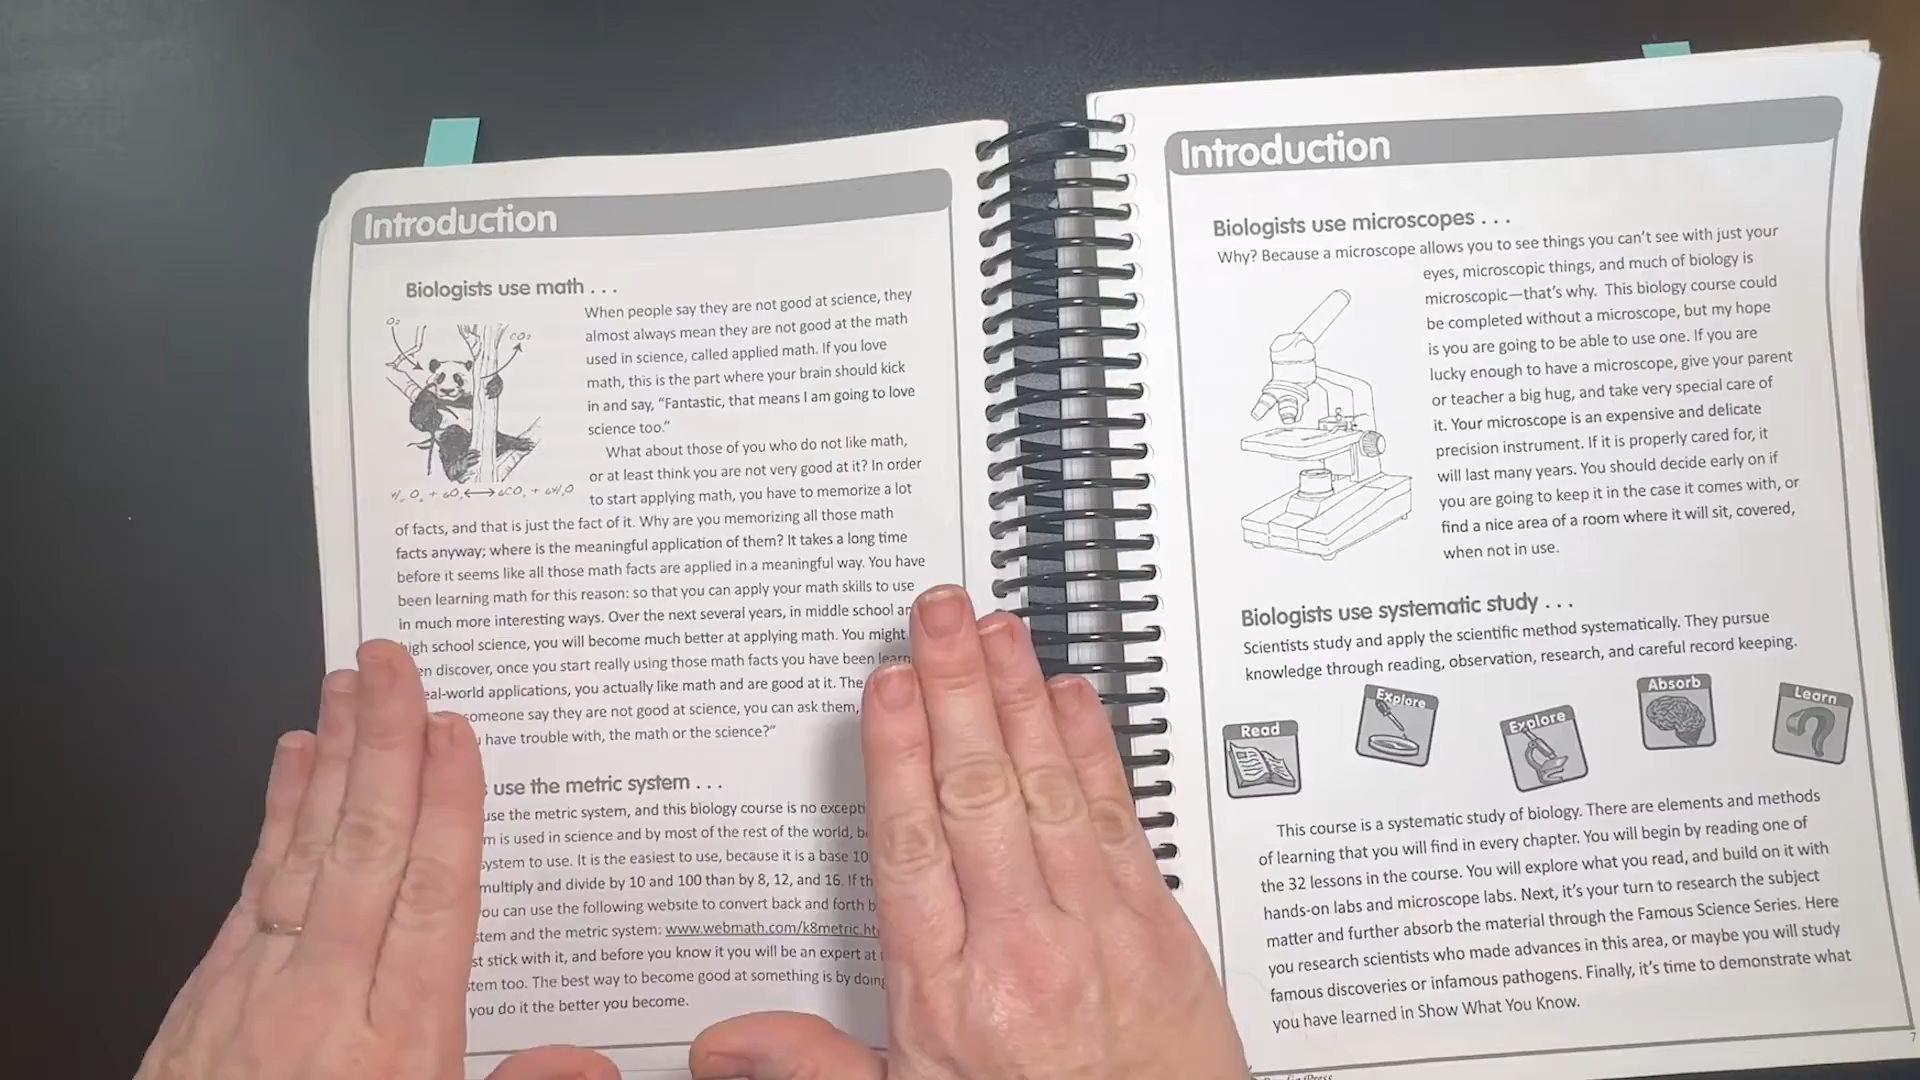 Introduction
Biologists use math . . .
When people say they are not good at science, they
almost always mean they are not good at the math
used in science, called applied math. If you love
math, this is the part where your brain should kick
in and say, “Fantastic, that means I am going to love
science too.”
What about those of you who do not like math,
or at least think you are not very good at it? In order
to start applying math, you have to memorize a lot
of facts, and that is just the fact of it. Why are you memorizing all those math
facts anyway; where is the meaningful application of them? It takes a long time
before it seems like all those math facts are applied in a meaningful way. You have
been learning math for this reason: so that you can apply your math skills to use
in much more interesting ways. Over the next several years, in middle school
school science, you will become much better at applying math. You might
discover, once you start really using those math facts you have been
applications, you actually like math and are good at it. The
someone say they are not good at science, you can ask them,
have trouble with, the math or the science?”
use the metric system . . .
use the metric system, and this biology course is no
is used in science and by most of the rest of the world,
system to use. It is the easiest to use, because it is a base 10
multiply and divide by 10 and 100 than by 8, 12, and 16. If
you can use the following website to convert back and forth
and the metric system: www.webmath.com/k8metric.
stick with it, and before you know it you will be an expert at
too. The best way to become good at something is by
you do it the better you become.
O₂
CO₂
Introduction
Biologists use microscopes . . .
Why? Because a microscope allows you to see things you can’t see with just your
eyes, microscopic things, and much of biology is
microscopic—that’s why. This biology course could
be completed without a microscope, but my hope
is you are going to be able to use one. If you are
lucky enough to have a microscope, give your parent
or teacher a big hug, and take very special care of
it. Your microscope is an expensive and delicate
precision instrument. If it is properly cared for, it
will last many years. You should decide early on if
you are going to keep it in the case it comes with, or
find a nice area of a room where it will sit, covered,
when not in use.
Biologists use systematic study . . .
Scientists study and apply the scientific method systematically. They pursue
knowledge through reading, observation, research, and careful record keeping.
Read
Explore
Explore
Absorb
Learn
This course is a systematic study of biology. There are elements and methods
of learning that you will find in every chapter. You will begin by reading one of
the 32 lessons in the course. You will explore what you read, and build on it with
hands-on labs and microscope labs. Next, it’s your turn to research the subject
matter and further absorb the material through the Famous Science Series. Here
you research scientists who made advances in this area, or maybe you will study
famous discoveries or infamous pathogens. Finally, it’s time to demonstrate what
you have learned in Show What You Know.
7